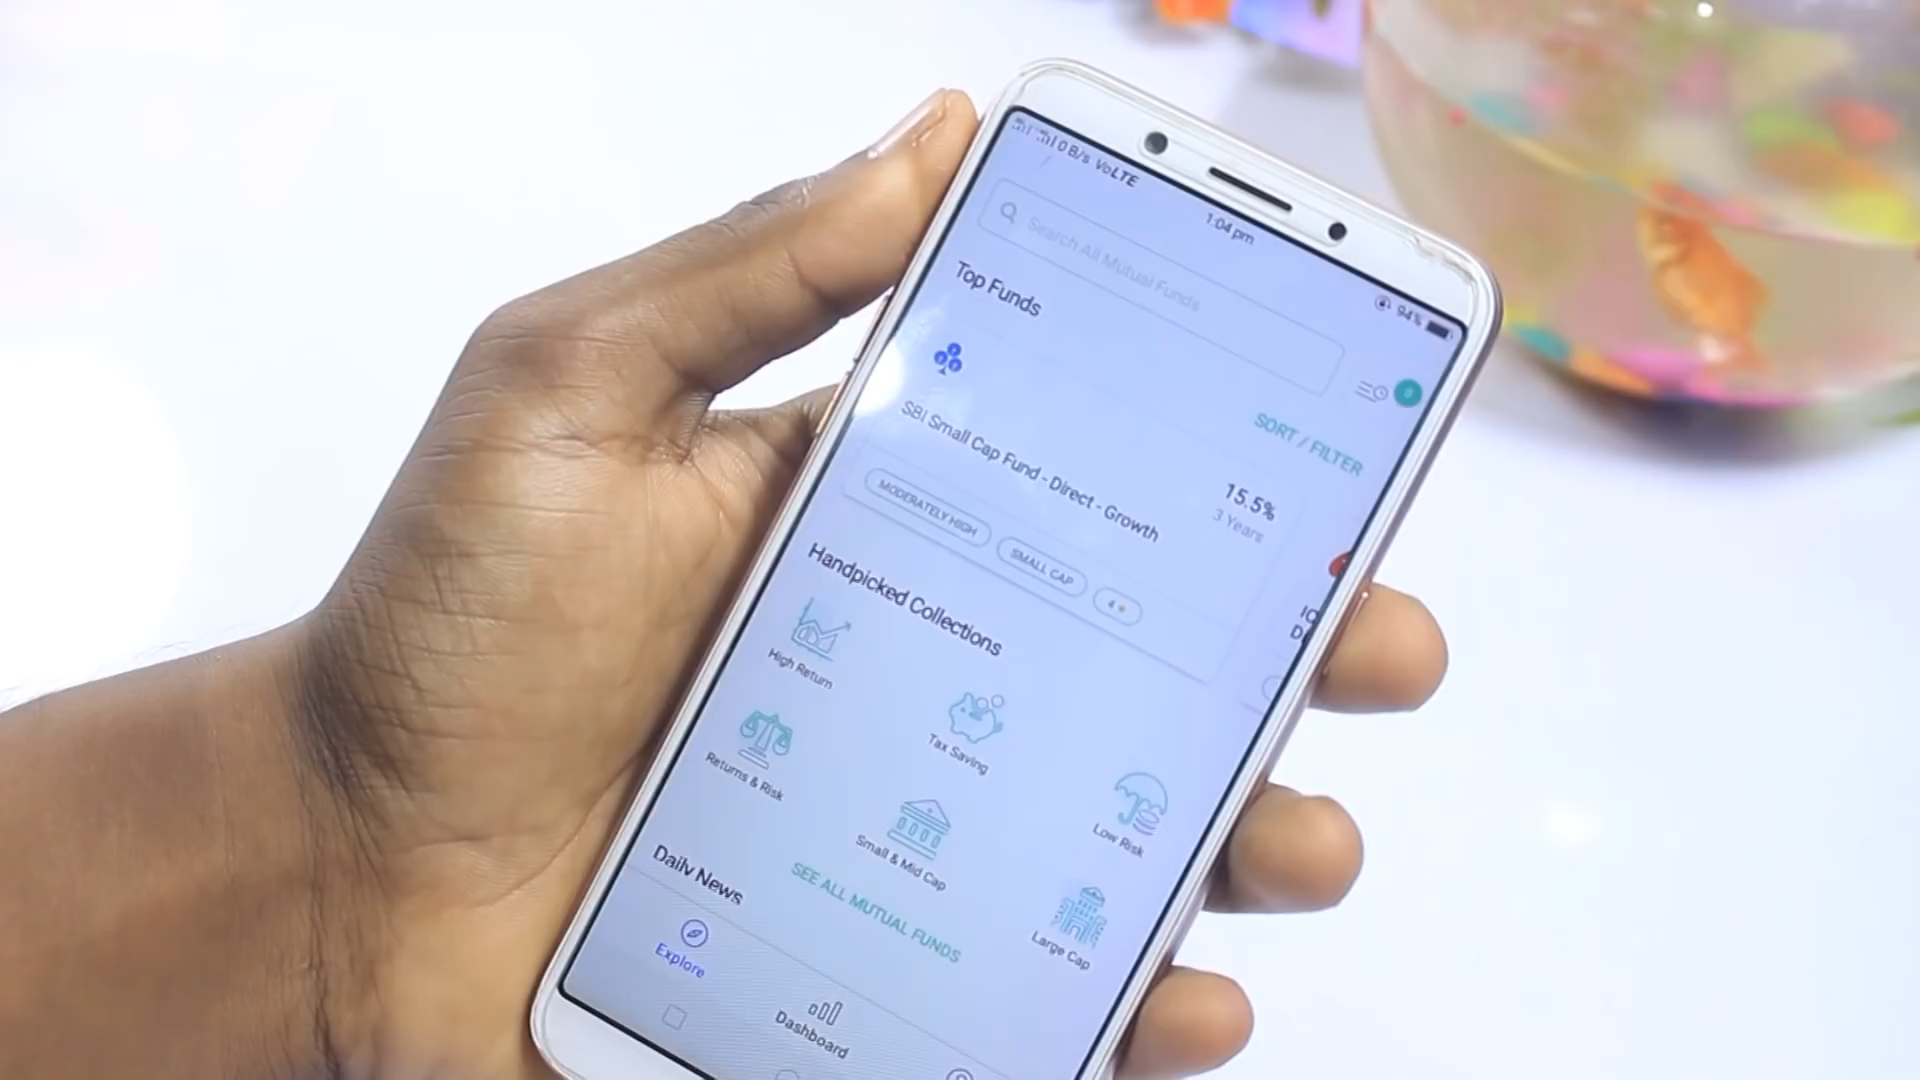 0 B/s VoLTE
1:04 pm
94%
Search All Mutual Funds
Top Funds
SORT / FILTER
SBI Small Cap Fund - Direct - Growth
15.5%
3 Years
MODERATELY HIGH
SMALL CAP
4 ★
Handpicked Collections
High Return
Tax Saving
Low Risk
Returns & Risk
Small & Mid Cap
Large Cap
SEE ALL MUTUAL FUNDS
Daily News
Explore
Dashboard